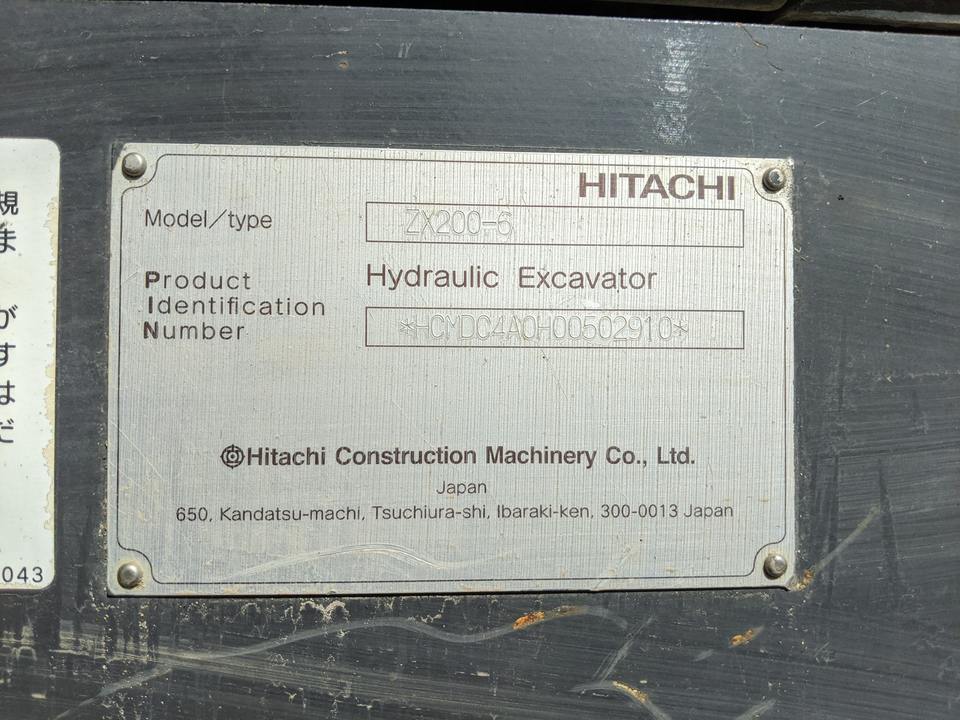 規
ま
が
す
は
だ
043
HITACHI
Model/type ZX200-6
Product
Identification
Number
Hydraulic Excavator
*HCMDC4A0H00502910*
Hitachi Construction Machinery Co., Ltd.
Japan
650, Kandatsu-machi, Tsuchiura-shi, Ibaraki-ken, 300-0013 Japan